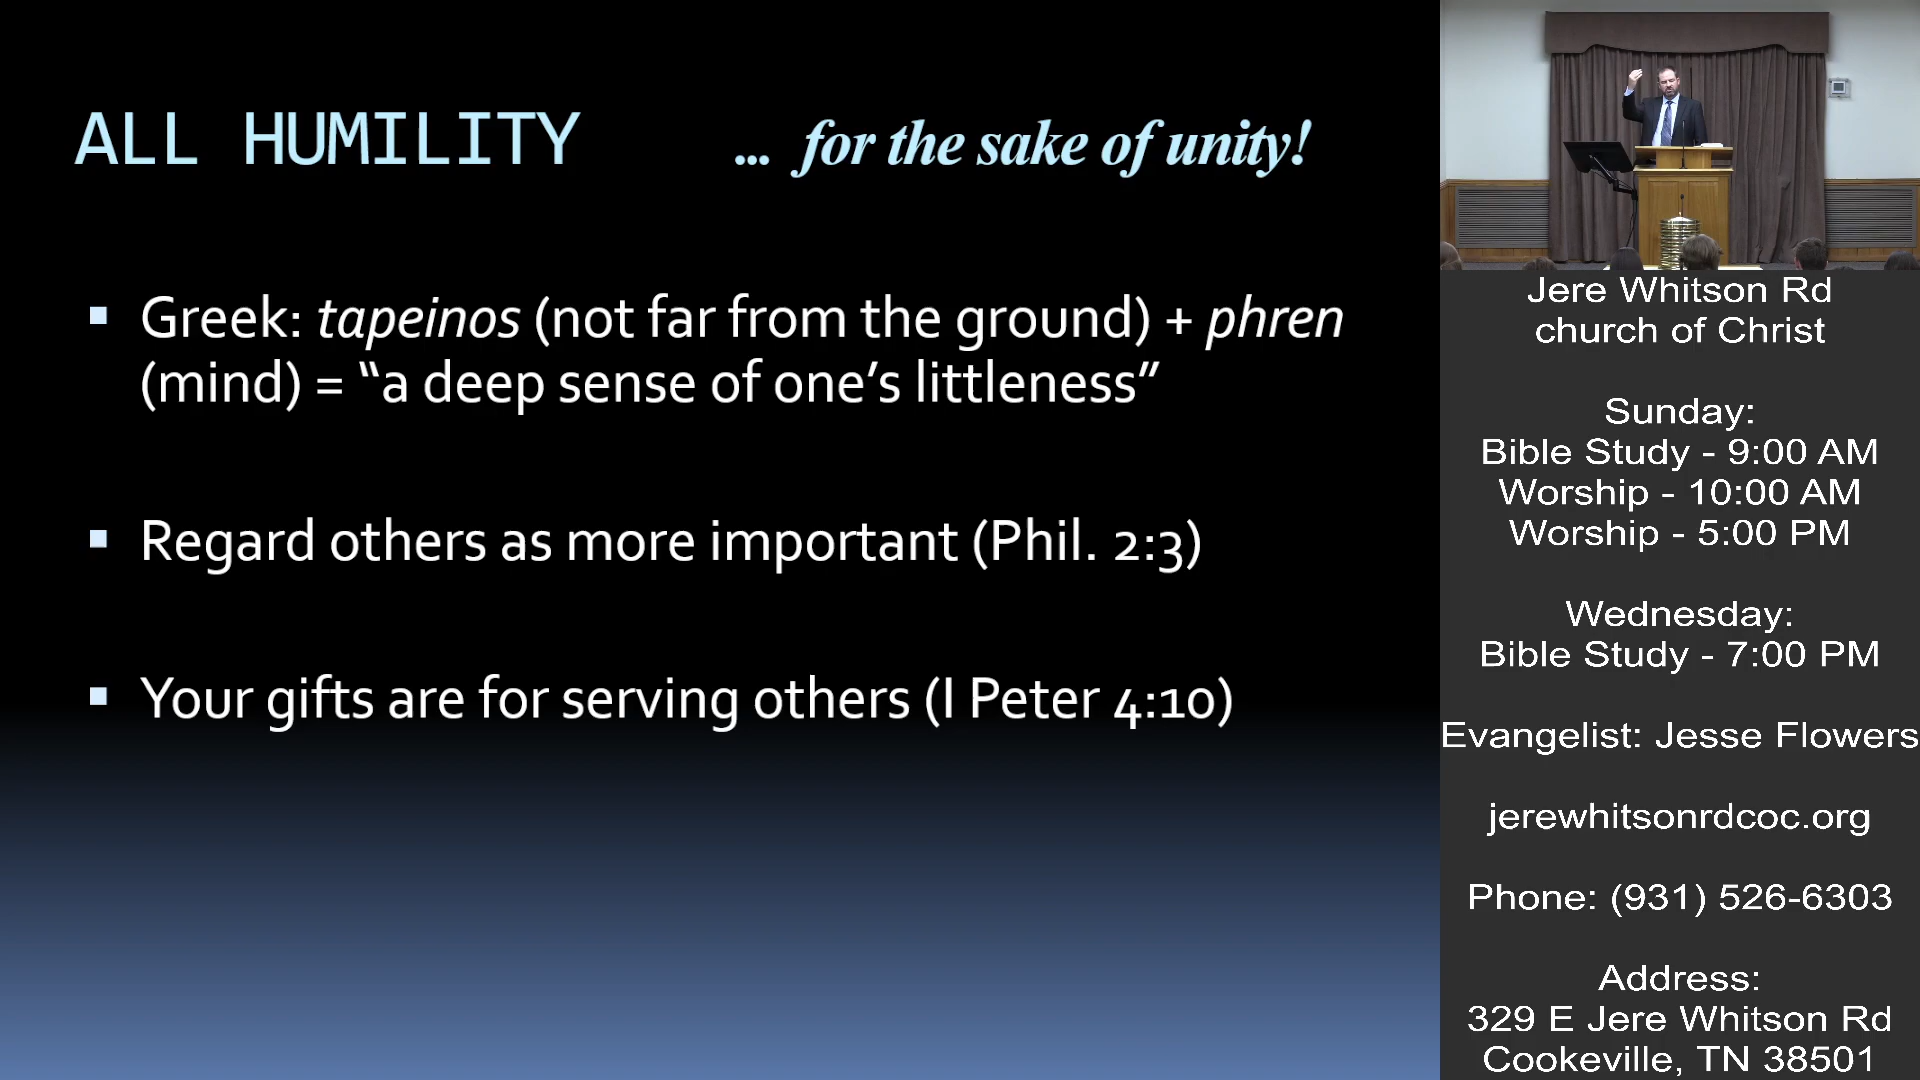 ALL HUMILITY ... for the sake of unity!
▪ Greek: tapeinos (not far from the ground) + phren
(mind) = “a deep sense of one’s littleness”
▪ Regard others as more important (Phil. 2:3)
▪ Your gifts are for serving others (I Peter 4:10)
Jere Whitson Rd
church of Christ
Sunday:
Bible Study - 9:00 AM
Worship - 10:00 AM
Worship - 5:00 PM
Wednesday:
Bible Study - 7:00 PM
Evangelist: Jesse Flowers
jerewhitsonrdcoc.org
Phone: (931) 526-6303
Address:
329 E Jere Whitson Rd
Cookeville, TN 38501